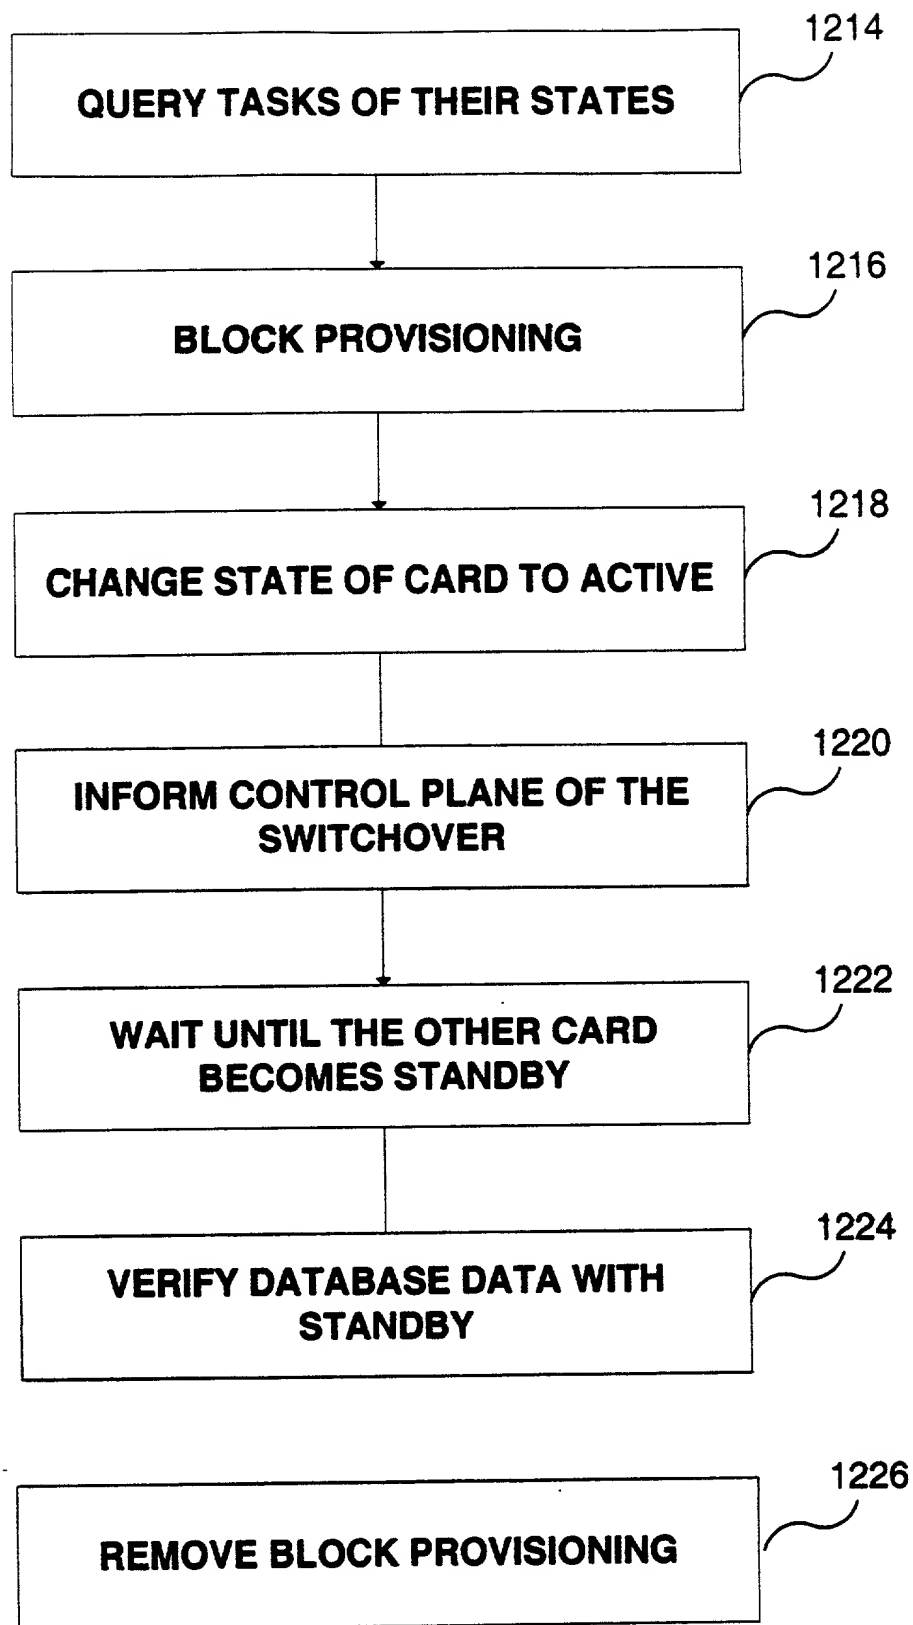 1214
QUERY TASKS OF THEIR STATES
1216
BLOCK PROVISIONING
1218
CHANGE STATE OF CARD TO ACTIVE
1220
INFORM CONTROL PLANE OF THE
SWITCHOVER
1222
WAIT UNTIL THE OTHER CARD
BECOMES STANDBY
1224
VERIFY DATABASE DATA WITH
STANDBY
1226
REMOVE BLOCK PROVISIONING